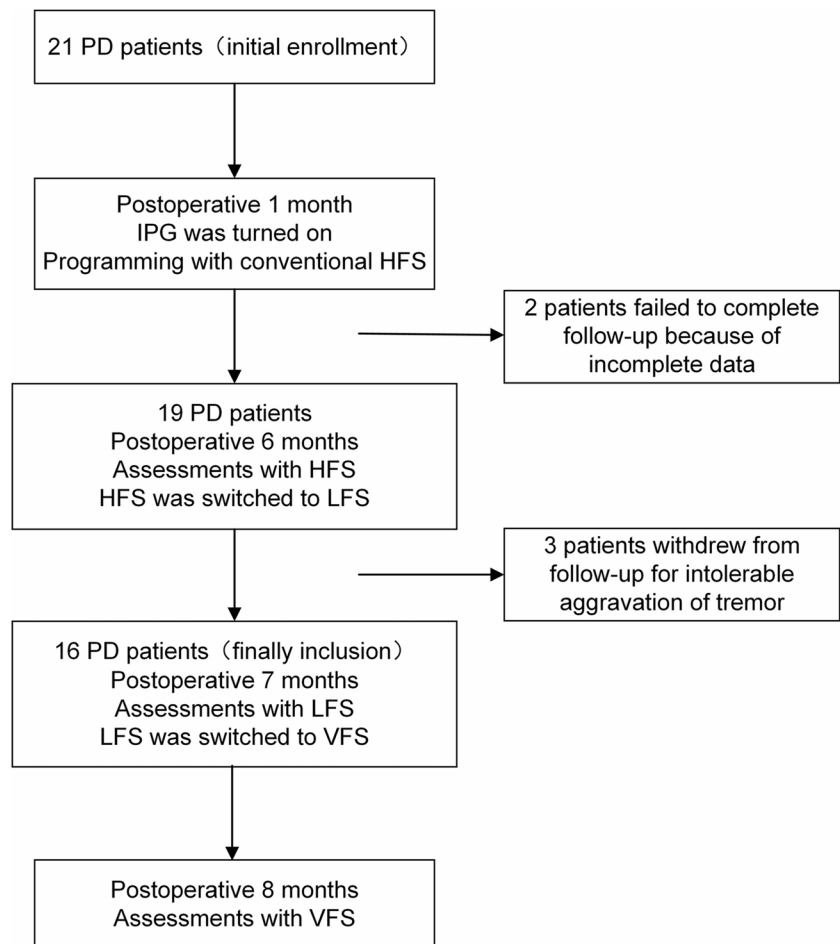 21 PD patients（initial enrollment）
Postoperative 1 month
IPG was turned on
Programming with conventional HFS
2 patients failed to complete
follow-up because of
incomplete data
19 PD patients
Postoperative 6 months
Assessments with HFS
HFS was switched to LFS
3 patients withdrew from
follow-up for intolerable
aggravation of tremor
16 PD patients（finally inclusion）
Postoperative 7 months
Assessments with LFS
LFS was switched to VFS
Postoperative 8 months
Assessments with VFS